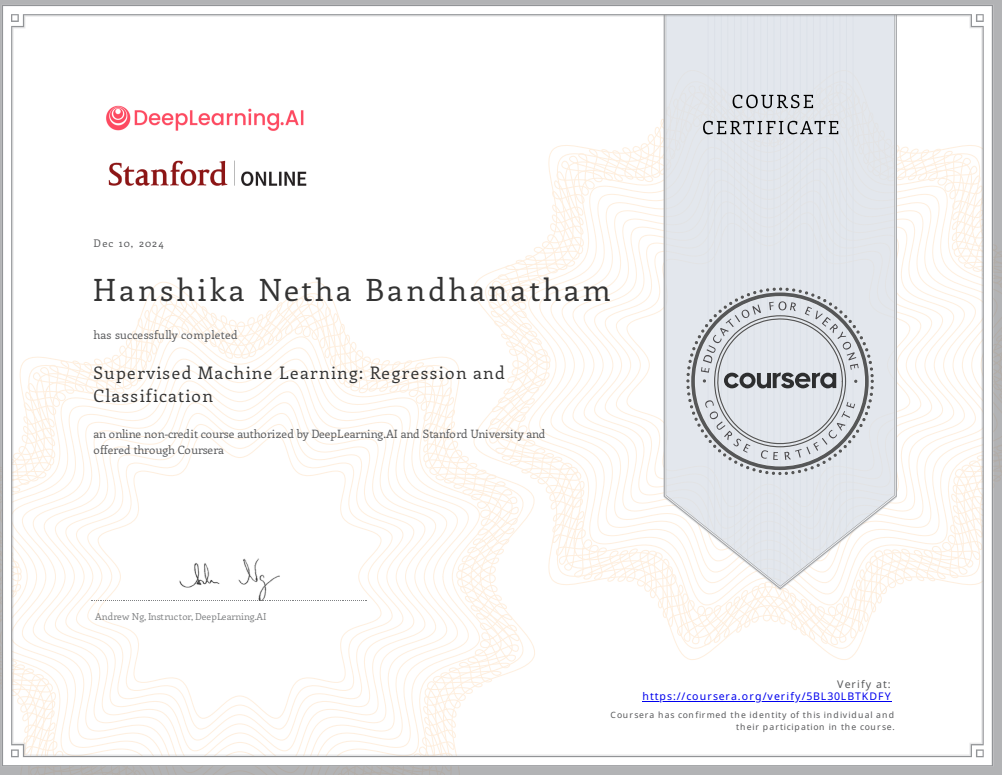 DeepLearning.AI
Stanford | ONLINE
Dec 10, 2024
Hanshika Netha Bandhanatham
has successfully completed
Supervised Machine Learning: Regression and
Classification
an online non-credit course authorized by DeepLearning.AI and Stanford University and
offered through Coursera
Andrew Ng, Instructor, DeepLearning.AI
COURSE
CERTIFICATE
EDUCATION FOR EVERYONE
coursera
COURSE CERTIFICATE
Verify at:
https://coursera.org/verify/5BL30LBTKDFY
Coursera has confirmed the identity of this individual and
their participation in the course.